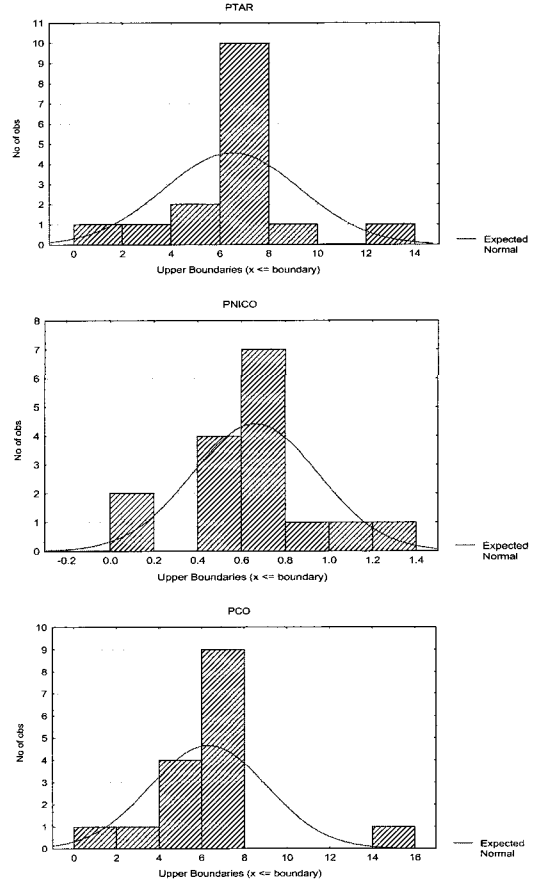 PTAR
11
10
9
8
7
6
5
4
3
2
1
0
No of obs
0 2 4 6 8 10 12 14
Upper Boundaries (x <= boundary)
Expected
Normal
PNICO
8
7
6
5
4
3
2
1
0
No of obs
-0.2 0.0 0.2 0.4 0.6 0.8 1.0 1.2 1.4
Upper Boundaries (x <= boundary)
Expected
Normal
PCO
10
9
8
7
6
5
4
3
2
1
0
No of obs
0 2 4 6 8 10 12 14 16
Upper Boundaries (x <= boundary)
Expected
Normal